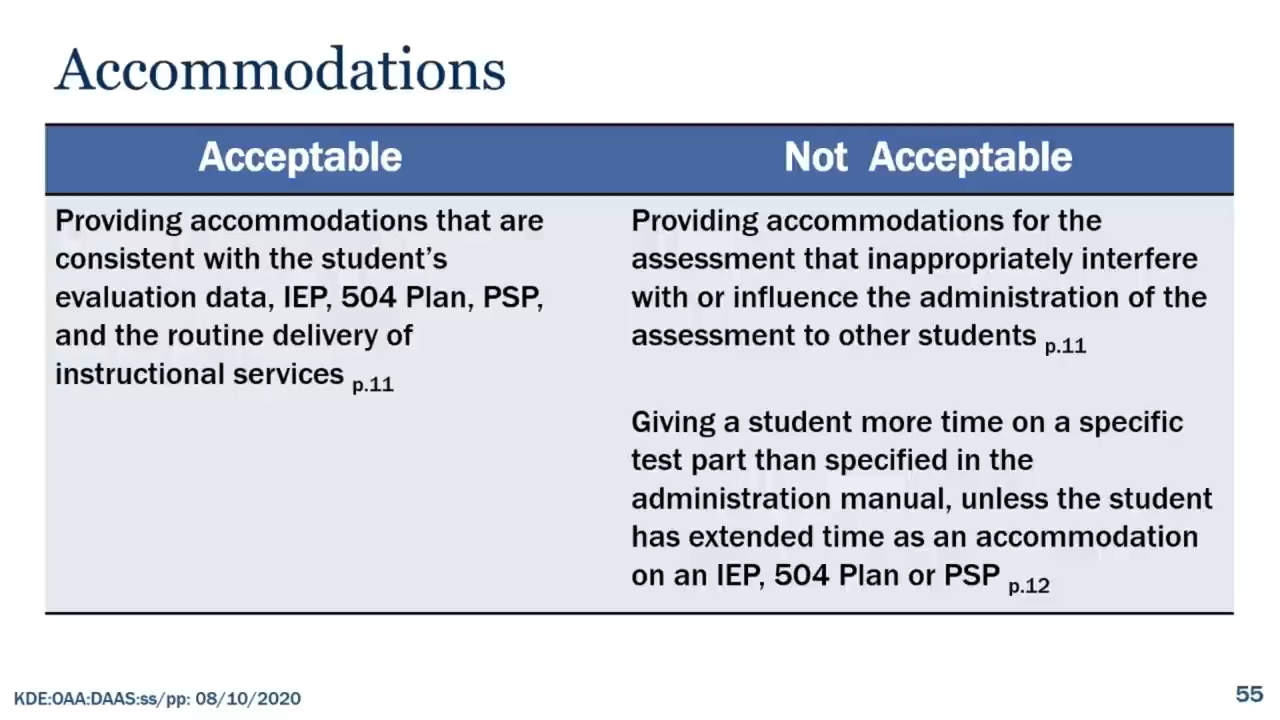 Accommodations
Acceptable
Not Acceptable
Providing accommodations that are
consistent with the student's
evaluation data, IEP, 504 Plan, PSP,
and the routine delivery of
instructional services p.11
Providing accommodations for the
assessment that inappropriately interfere
with or influence the administration of the
assessment to other students p.11
Giving a student more time on a specific
test part than specified in the
administration manual, unless the student
has extended time as an accommodation
on an IEP, 504 Plan or PSP p.12
KDE:OAA:DAAS:ss/pp: 08/10/2020
55